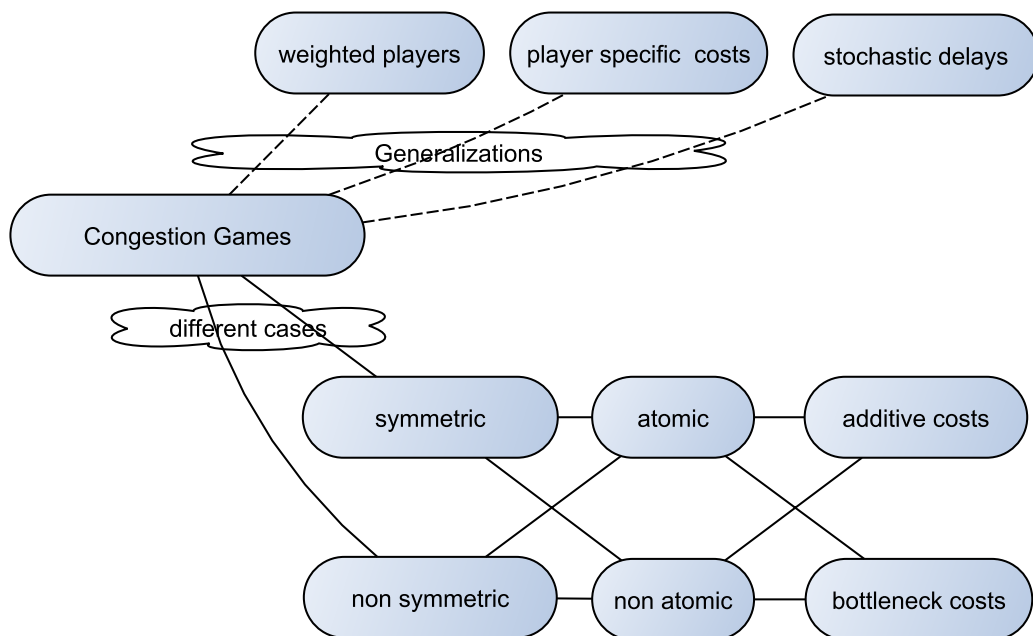 weighted players
player specific costs
stochastic delays
Generalizations
Congestion Games
different cases
symmetric
atomic
additive costs
non symmetric
non atomic
bottleneck costs